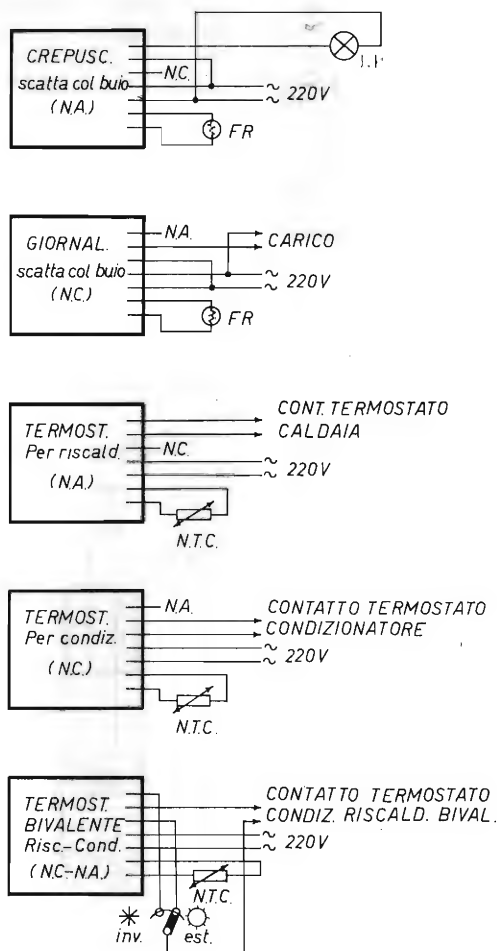 CREPUSC.
scatta col buio
(N.A.)
N.C.
~ 220V
~
FR
GIORNAL.
scatta col buio
(N.C.)
N.A.
CARICO
~ 220V
~
FR
TERMOST.
Per riscald.
(N.A.)
CONT. TERMOSTATO
CALDAIA
N.C.
~ 220V
~
N.T.C.
TERMOST.
Per condiz.
(N.C.)
N.A.
CONTATTO TERMOSTATO
CONDIZIONATORE
~ 220V
~
N.T.C.
TERMOST.
BIVALENTE
Risc.-Cond.
(N.C.-N.A.)
CONTATTO TERMOSTATO
CONDIZ. RISCALD. BIVAL.
~ 220V
~
N.T.C.
inv. est.